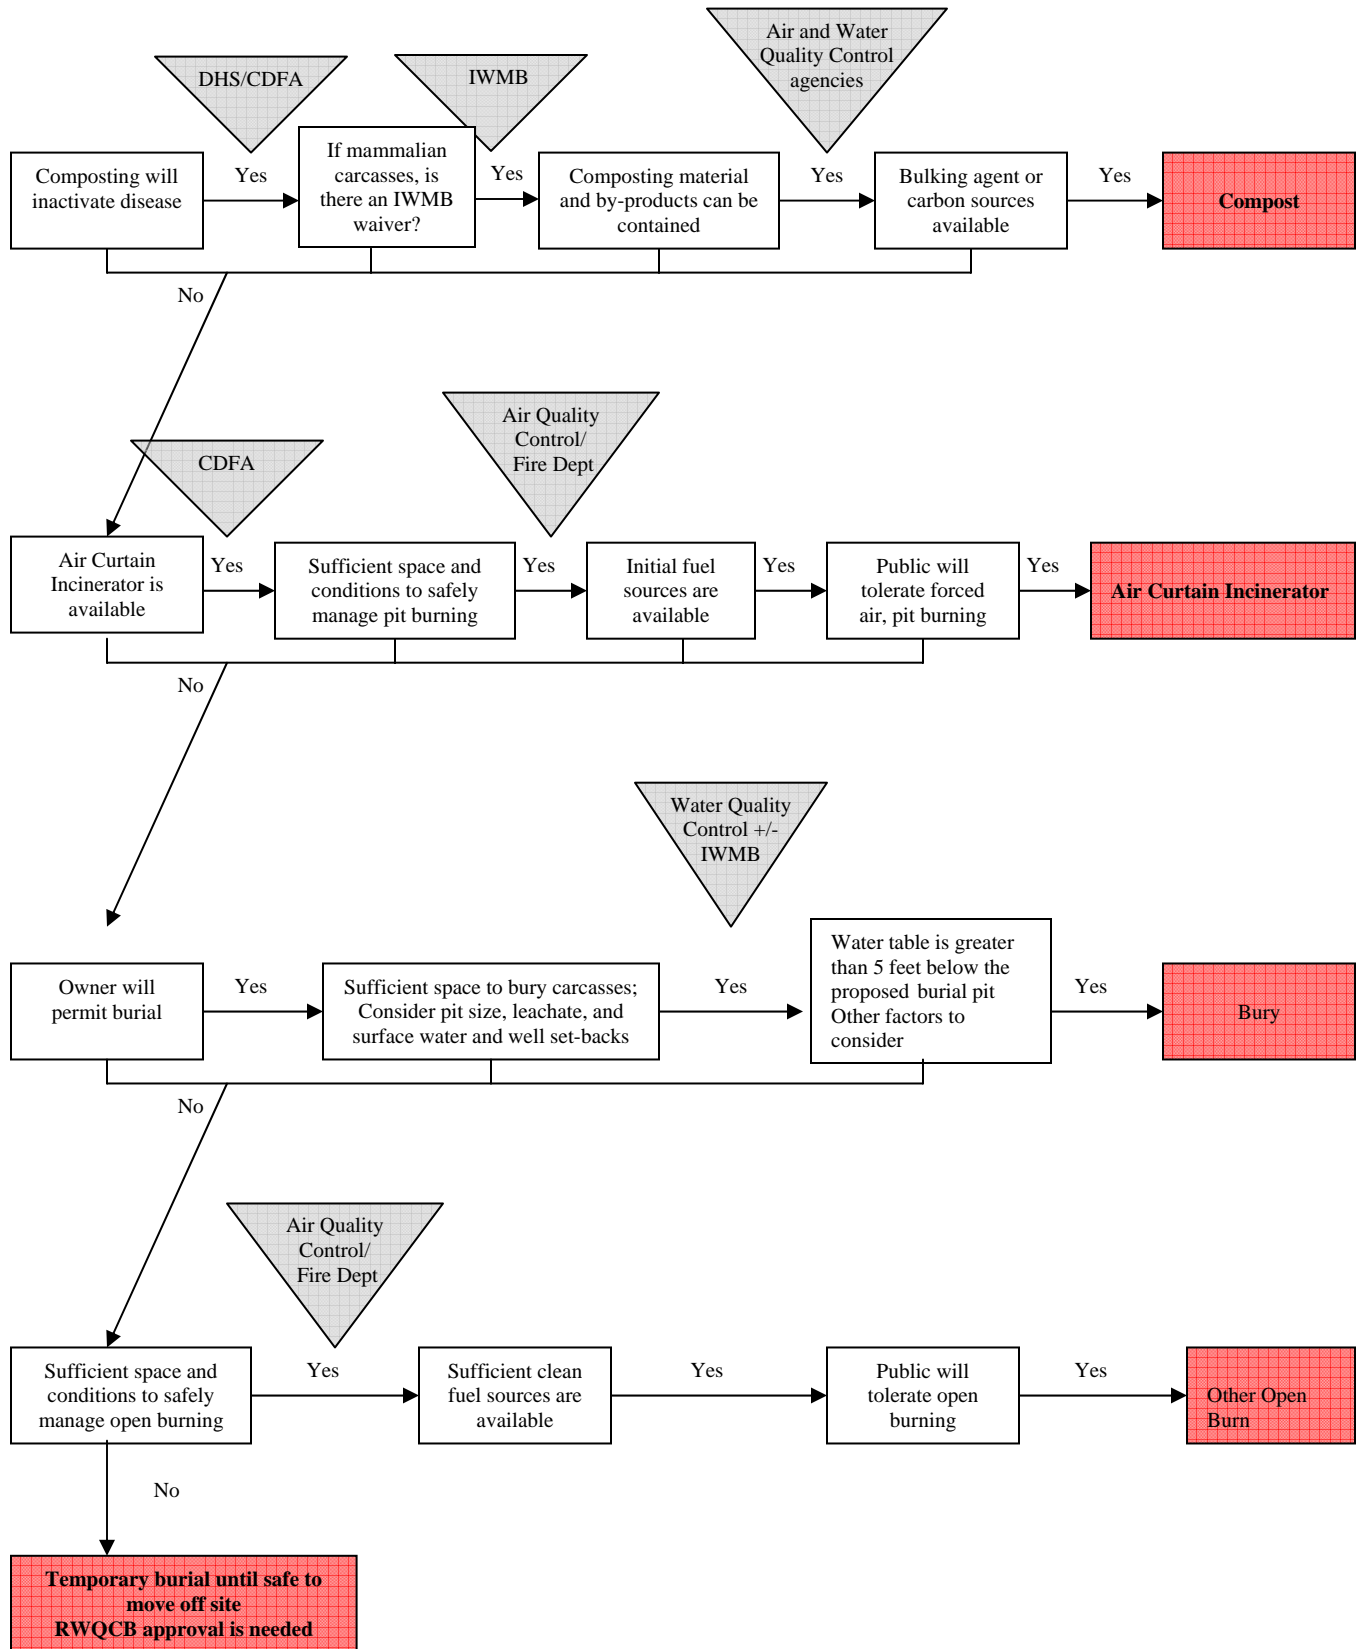 DHS/CDFA
IWMB
Air and Water
Quality Control
agencies
Composting will
inactivate disease
Yes
If mammalian
carcasses, is
there an IWMB
waiver?
Yes
Composting material
and by-products can be
contained
Yes
Bulking agent or
carbon sources
available
Yes
Compost
No
CDFA
Air Quality
Control/
Fire Dept
Air Curtain
Incinerator is
available
Yes
Sufficient space and
conditions to safely
manage pit burning
Yes
Initial fuel
sources are
available
Yes
Public will
tolerate forced
air, pit burning
Yes
Air Curtain Incinerator
No
Water Quality
Control +/-
IWMB
Owner will
permit burial
Yes
Sufficient space to bury carcasses;
Consider pit size, leachate, and
surface water and well set-backs
Yes
Water table is greater
than 5 feet below the
proposed burial pit
Other factors to
consider
Yes
Bury
No
Air Quality
Control/
Fire Dept
Sufficient space and
conditions to safely
manage open burning
Yes
Sufficient clean
fuel sources are
available
Yes
Public will
tolerate open
burning
Yes
Other Open
Burn
No
Temporary burial until safe to
move off site
RWQCB approval is needed